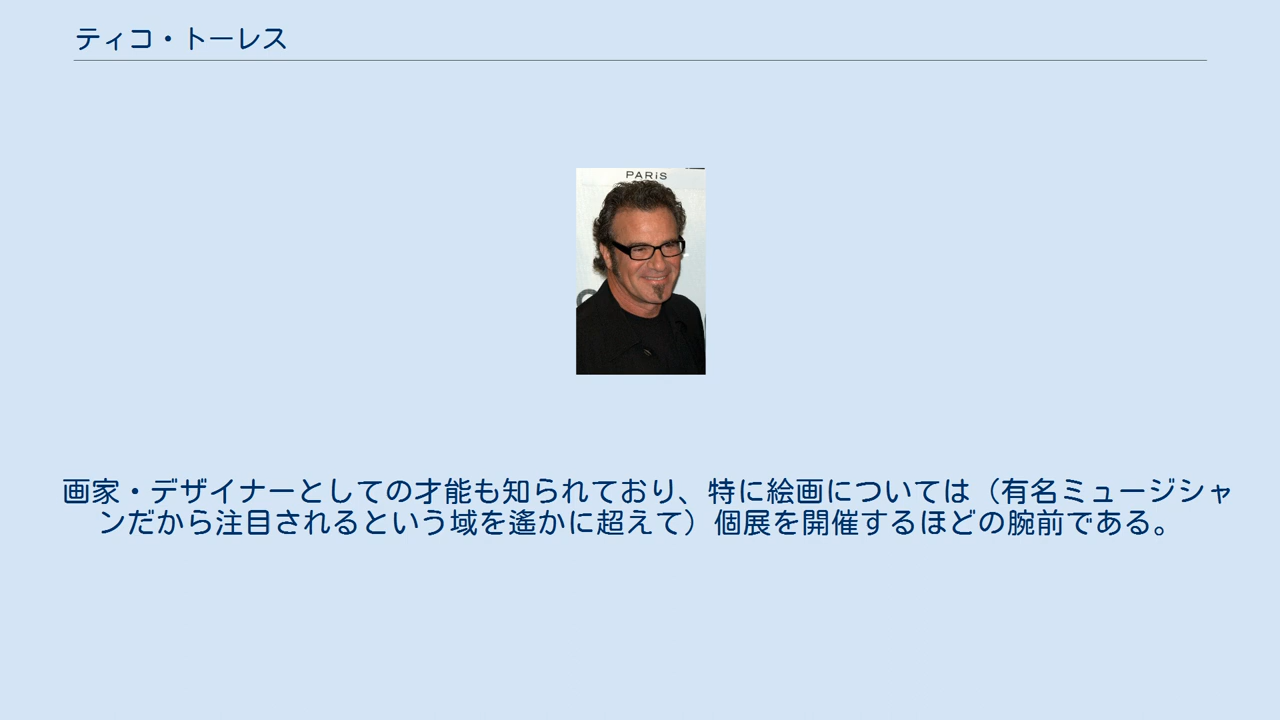 ティコ・トーレス
PARiS
画家・デザイナーとしての才能も知られており、特に絵画については（有名ミュージシャ
ンだから注目されるという域を遙かに超えて）個展を開催するほどの腕前である。